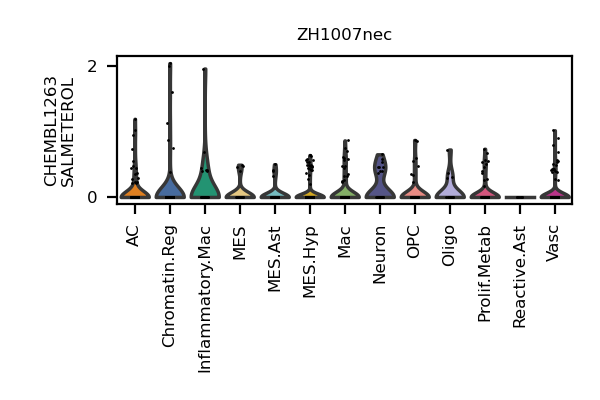 ZH1007nec
CHEMBL1263
SALMETEROL
2
0
AC
Chromatin.Reg
Inflammatory.Mac
MES
MES.Ast
MES.Hyp
Mac
Neuron
OPC
Oligo
Prolif.Metab
Reactive.Ast
Vasc